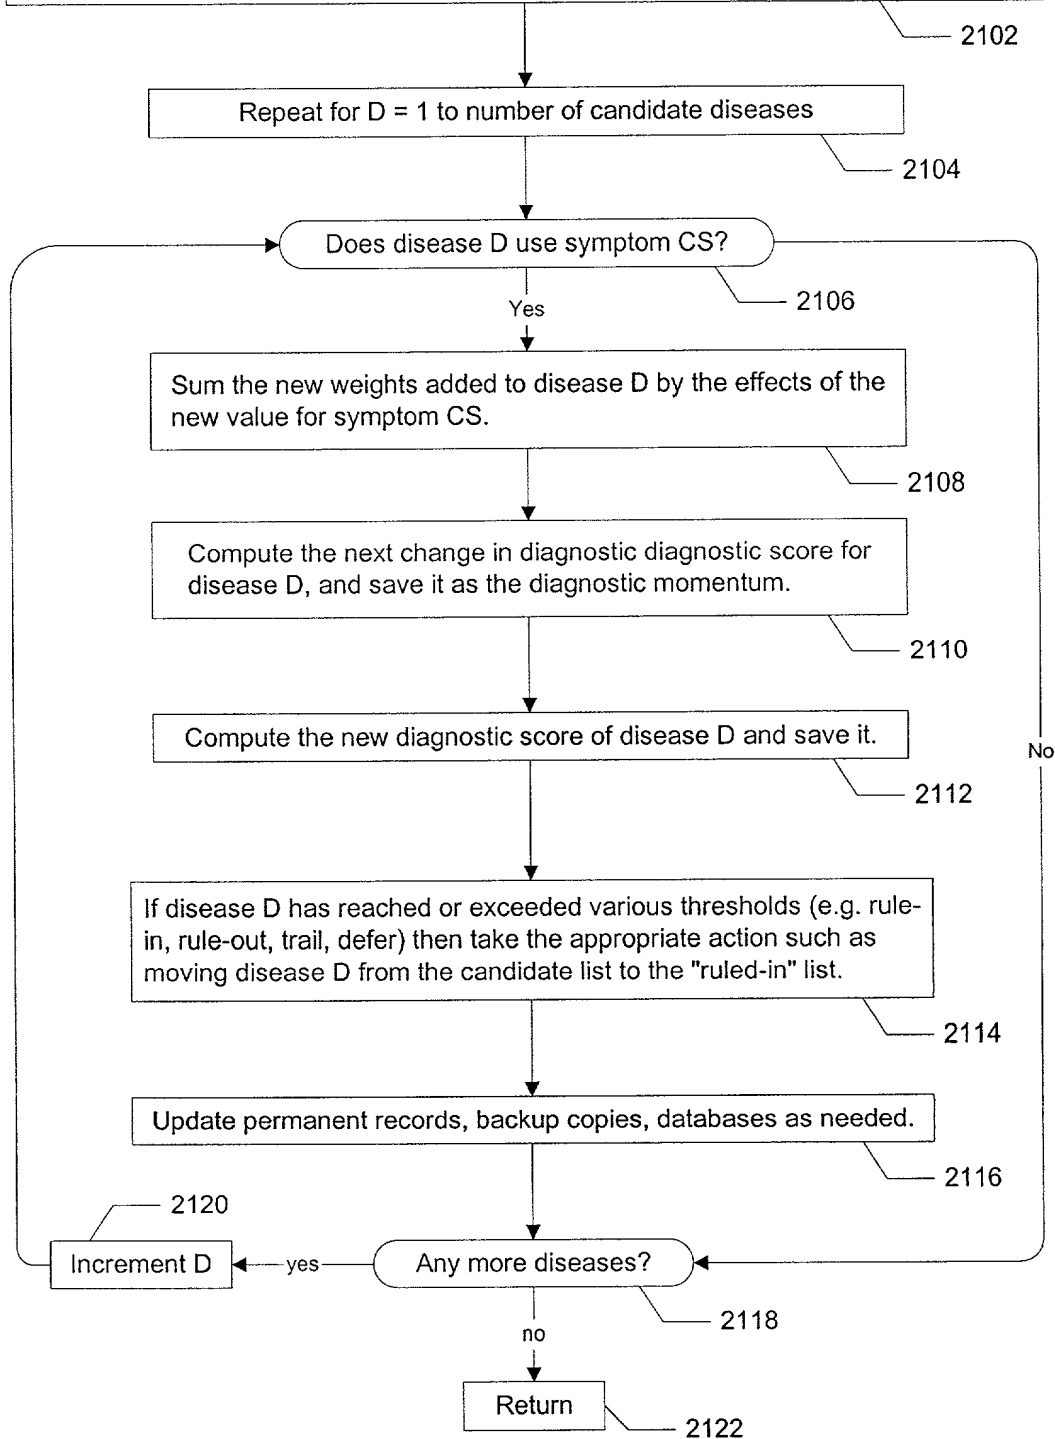 2102
Repeat for D = 1 to number of candidate diseases
2104
Does disease D use symptom CS?
2106
Yes
Sum the new weights added to disease D by the effects of the
new value for symptom CS.
2108
Compute the next change in diagnostic diagnostic score for
disease D, and save it as the diagnostic momentum.
2110
Compute the new diagnostic score of disease D and save it.
No
2112
If disease D has reached or exceeded various thresholds (e.g. rule-
in, rule-out, trail, defer) then take the appropriate action such as
moving disease D from the candidate list to the "ruled-in" list.
2114
Update permanent records, backup copies, databases as needed.
2116
2120
Increment D
yes
Any more diseases?
2118
no
Return
2122